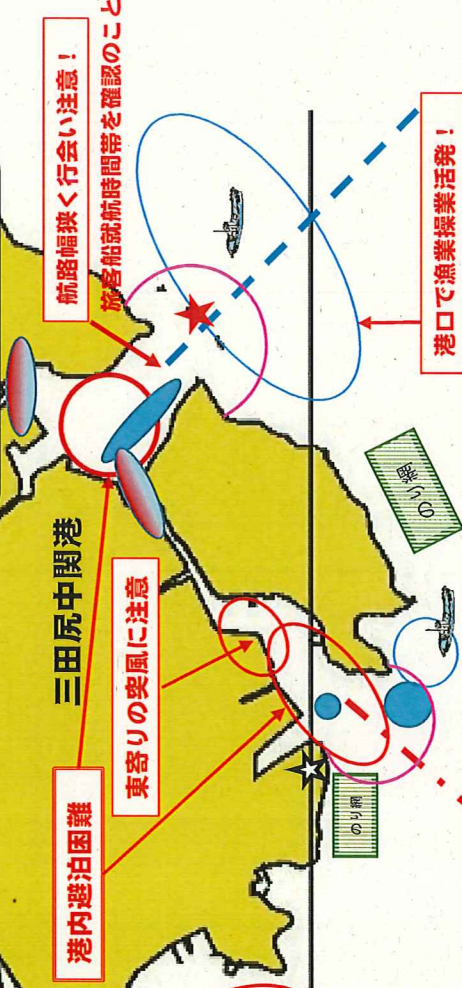 航路幅狭く行会い注意！
旅客船就航時間帯を確認のこと
港口で漁業操業活発！
三田尻中関港
東寄りの突風に注意
港内避泊困難
のり網
のり網